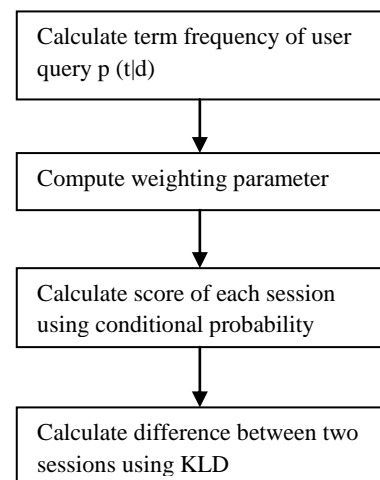 Calculate term frequency of user
query p (t|d)
Compute weighting parameter
Calculate score of each session
using conditional probability
Calculate difference between two
sessions using KLD